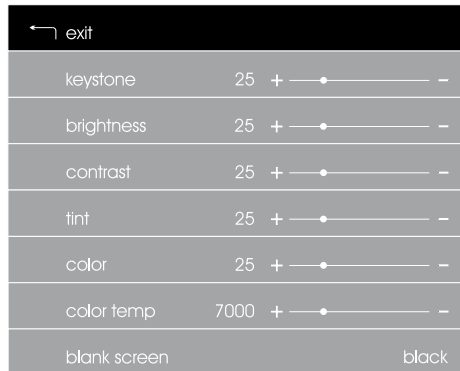 exit
keystone 25 + -
brightness 25 + -
contrast 25 + -
tint 25 + -
color 25 + -
color temp 7000 + -
blank screen black